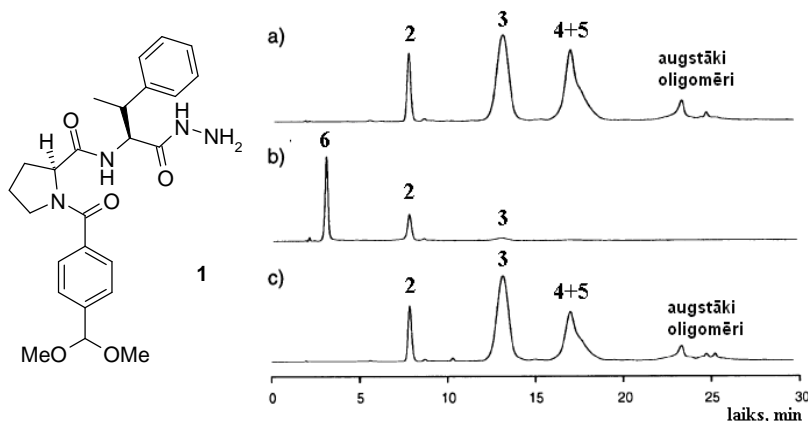 H
O
N
H
H
N
NH₂
O
N
O
MeO
OMe
1
a)
2
3
4+5
augstāki
oligomēri
b)
6
2
3
c)
2
3
4+5
augstāki
oligomēri
0
5
10
15
20
25
30
laiks, min